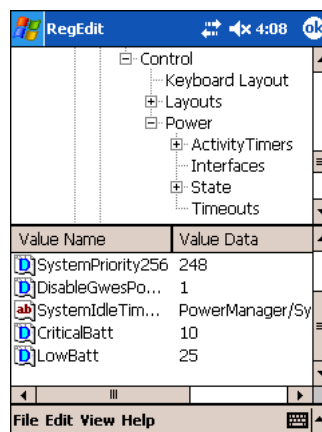 RegEdit 4:08 ok
Control
Keyboard Layout
Layouts
Power
ActivityTimers
Interfaces
State
Timeouts
Value Name Value Data
SystemPriority256 248
DisableGwesPo... 1
ab SystemIdleTim... PowerManager/Sy
CriticalBatt 10
LowBatt 25
File Edit View Help